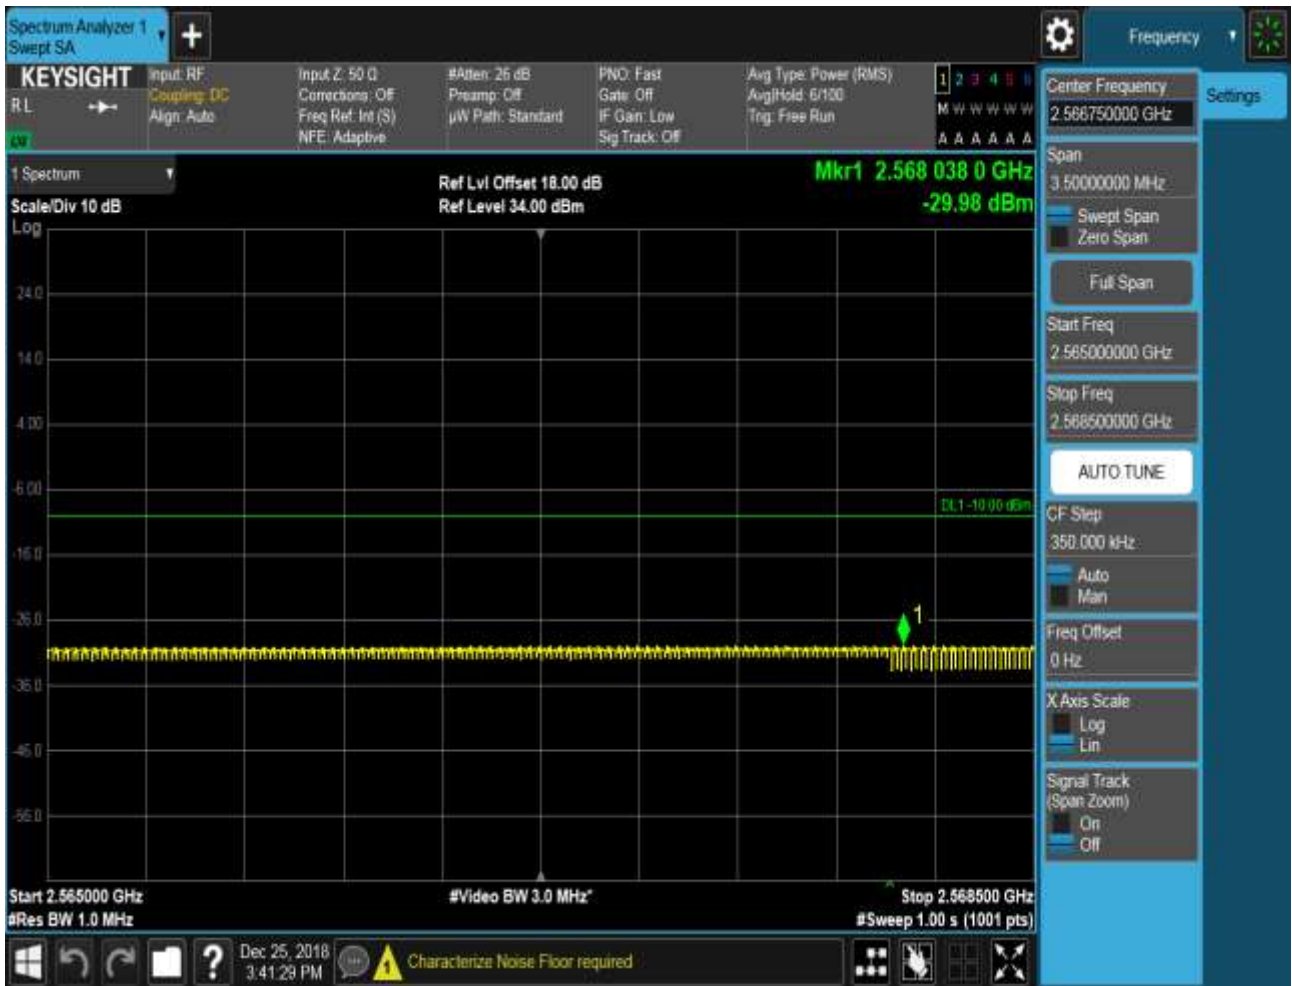 Spectrum Analyzer 1
Swept SA
Frequency
KEYSIGHT
R L
Input: RF
Coupling: DC
Align: Auto
Input Z: 50 Ω
Corrections: Off
Freq Ref: Int (S)
NFE: Adaptive
#Atten: 26 dB
Preamp: Off
µW Path: Standard
PNO: Fast
Gate: Off
IF Gain: Low
Sig Track: Off
Avg Type: Power (RMS)
Avg|Hold: 6/100
Trig: Free Run
1 2 3 4 5 6
M W W W W W
A A A A A A
1 Spectrum
Scale/Div 10 dB
Log
Ref Lvl Offset 18.00 dB
Ref Level 34.00 dBm
Mkr1 2.568 038 0 GHz
-29.98 dBm
24.0
14.0
4.00
-6.00
-16.0
-26.0
-36.0
-46.0
-56.0
DL1 -10.00 dBm
1
Start 2.565000 GHz
#Res BW 1.0 MHz
#Video BW 3.0 MHz*
Stop 2.568500 GHz
#Sweep 1.00 s (1001 pts)
Center Frequency
2.566750000 GHz
Settings
Span
3.50000000 MHz
Swept Span
Zero Span
Full Span
Start Freq
2.565000000 GHz
Stop Freq
2.568500000 GHz
AUTO TUNE
CF Step
350.000 kHz
Auto
Man
Freq Offset
0 Hz
X Axis Scale
Log
Lin
Signal Track
(Span Zoom)
On
Off
Dec 25, 2018
3:41:29 PM
Characterize Noise Floor required